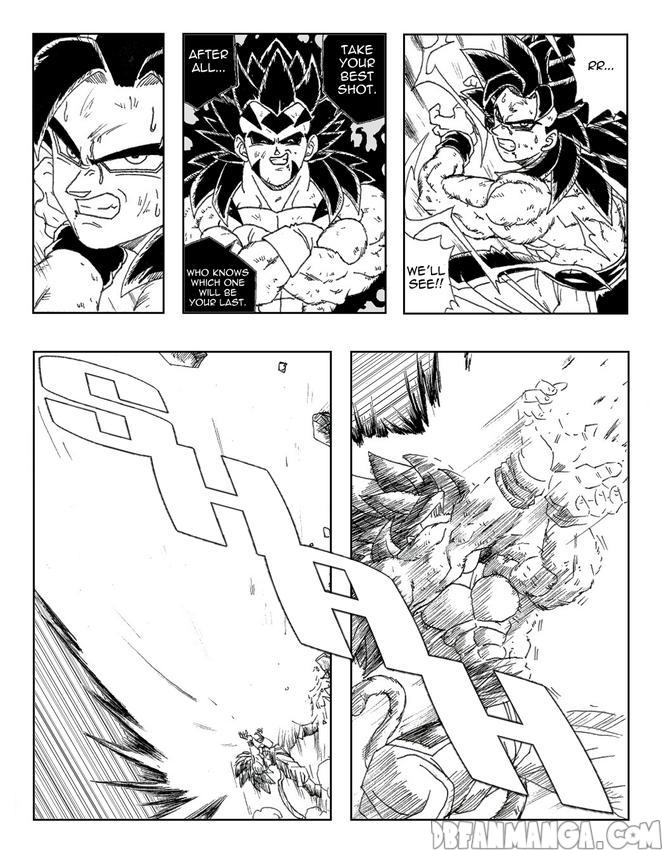 AFTER
ALL...
TAKE
YOUR
BEST
SHOT.
WHO KNOWS
WHICH ONE
WILL BE
YOUR LAST.
RR...
WE'LL
SEE!!
SHAH
DBFANMANGA.COM